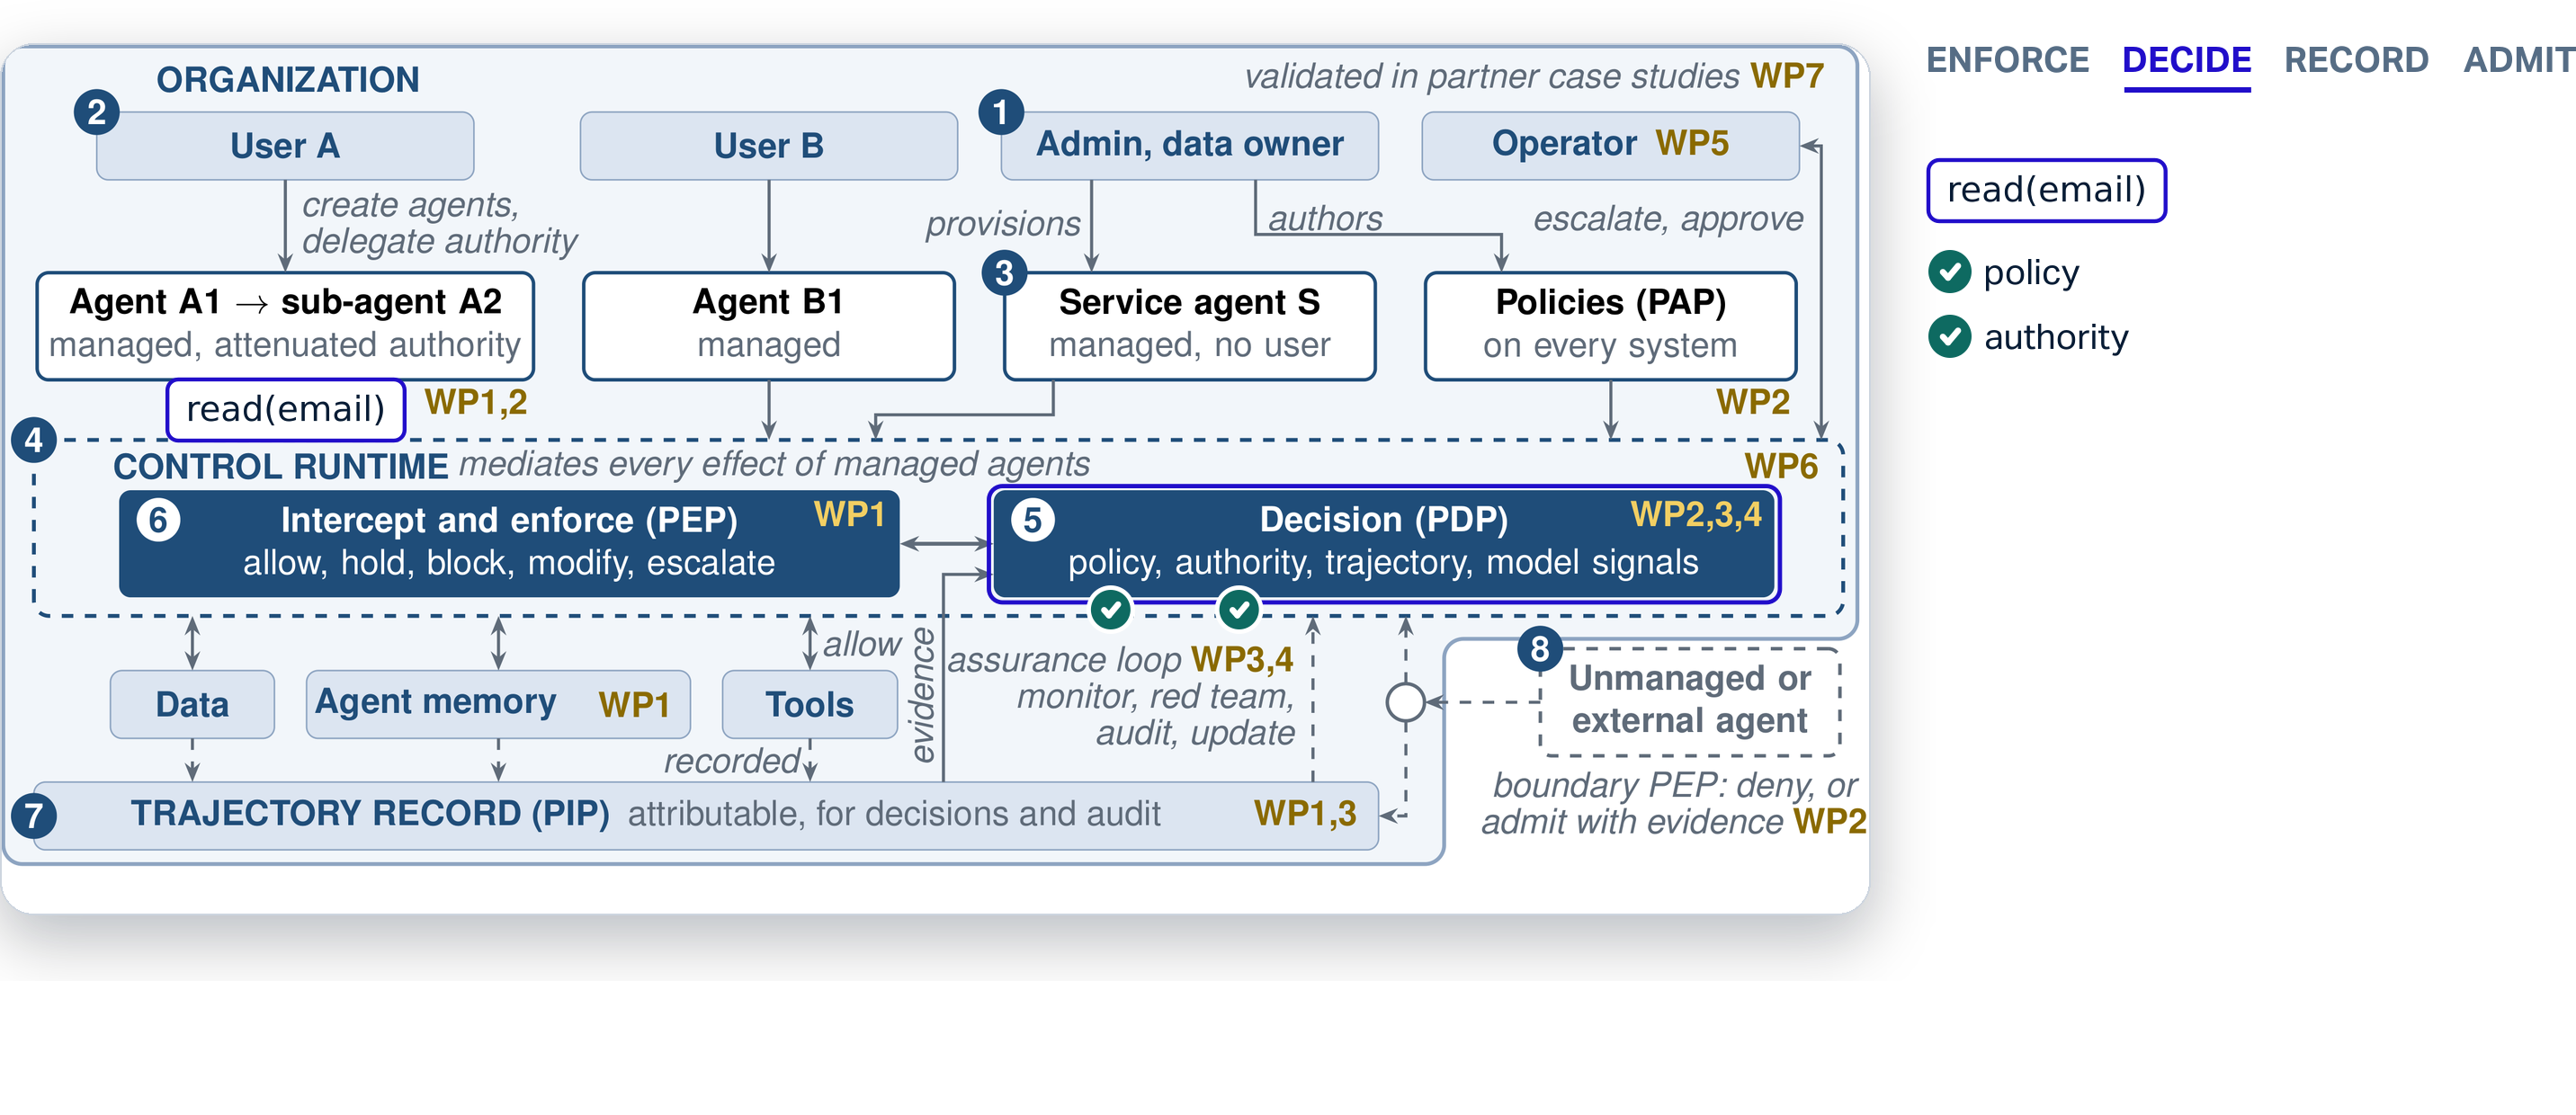 ENFORCE DECIDE RECORD ADMIT
ORGANIZATION
validated in partner case studies WP7
2 User A
User B
1 Admin, data owner
Operator WP5
create agents,
delegate authority
provisions
authors
escalate, approve
Agent A1 → sub-agent A2
managed, attenuated authority
Agent B1
managed
3 Service agent S
managed, no user
Policies (PAP)
on every system
read(email)
WP1,2
WP2
4 CONTROL RUNTIME mediates every effect of managed agents WP6
6 Intercept and enforce (PEP) WP1
allow, hold, block, modify, escalate
5 Decision (PDP) WP2,3,4
policy, authority, trajectory, model signals
allow
evidence
assurance loop WP3,4
monitor, red team,
audit, update
Data
Agent memory WP1
Tools
recorded
8 Unmanaged or
external agent
boundary PEP: deny, or
admit with evidence WP2
7 TRAJECTORY RECORD (PIP) attributable, for decisions and audit WP1,3
read(email)
policy
authority